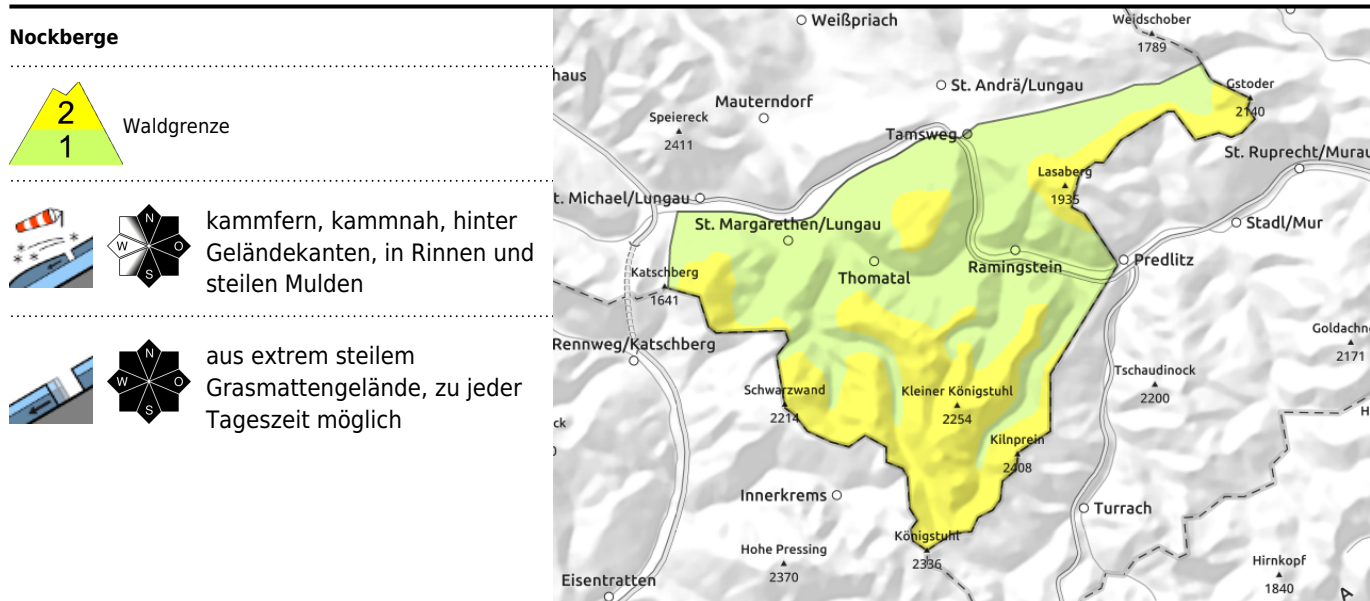 Nockberge
2
1
Waldgrenze
N
W
O
S
kammfern, kammnah, hinter
Geländekanten, in Rinnen und
steilen Mulden
N
W
O
S
aus extrem steilem
Grasmattengelände, zu jeder
Tageszeit möglich
Weißpriach
Weidschober
1789
haus
St. Andrä/Lungau
Gstoder
2140
Mauterndorf
Speiereck
2411
Tamsweg
St. Ruprecht/Murau
Lasaberg
1935
t. Michael/Lungau
St. Margarethen/Lungau
Stadl/Mur
Predlitz
Ramingstein
Thomatal
Katschberg
1641
Goldachn
2171
Rennweg/Katschberg
Tschaudinock
2200
Schwarzwand
2214
Kleiner Königstuhl
2254
H
ck
Kilnprein
2408
Innerkrems
Turrach
Königstuhl
2336
Hohe Pressing
2370
Hirnkopf
1840
Eisentratten
A